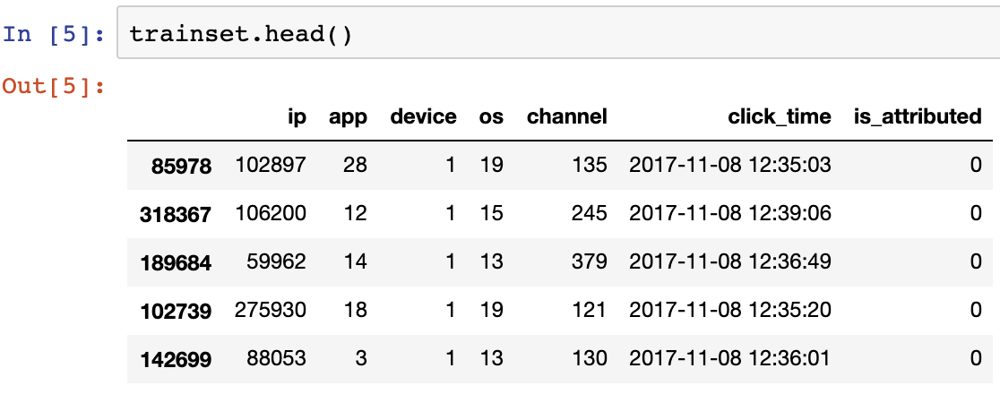 In [5]: trainset.head()
Out[5]:
ip app device os channel click_time is_attributed
85978 102897 28 1 19 135 2017-11-08 12:35:03 0
318367 106200 12 1 15 245 2017-11-08 12:39:06 0
189684 59962 14 1 13 379 2017-11-08 12:36:49 0
102739 275930 18 1 19 121 2017-11-08 12:35:20 0
142699 88053 3 1 13 130 2017-11-08 12:36:01 0